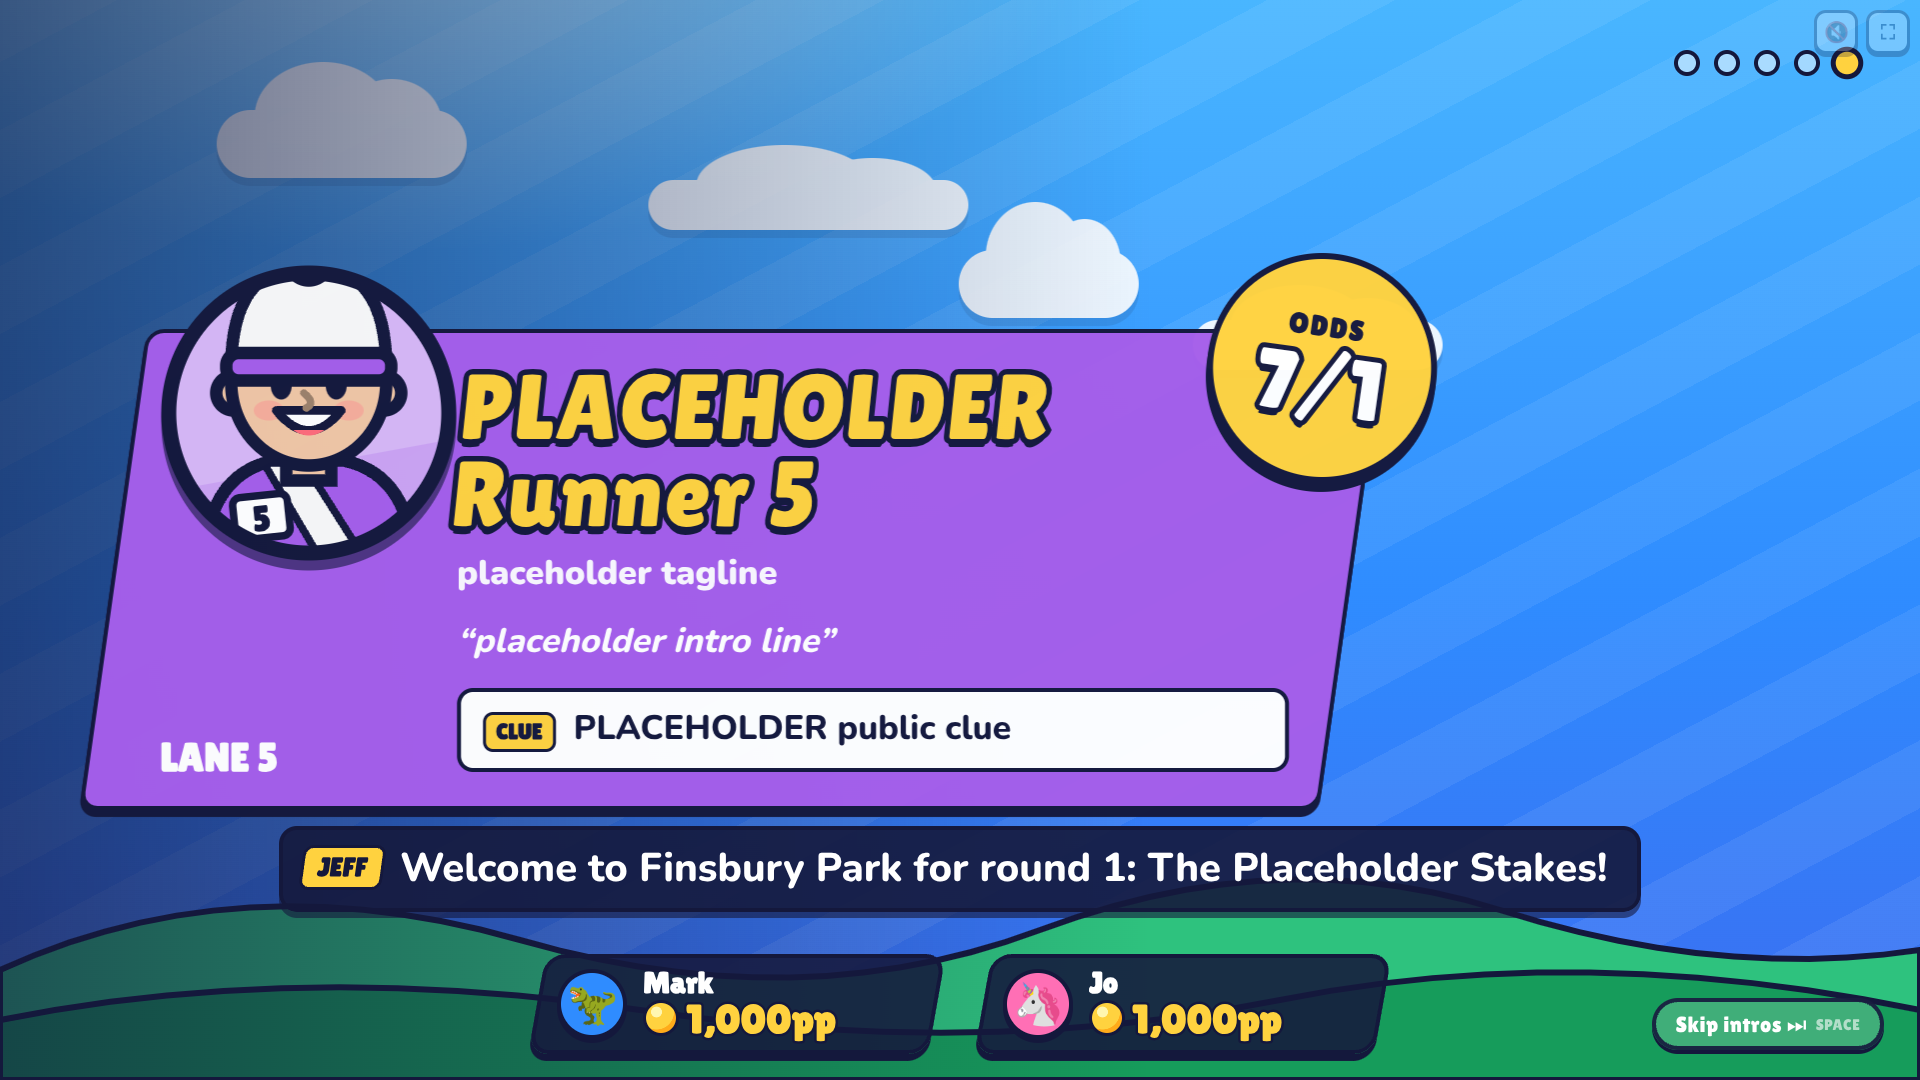 ODDS
7/1
PLACEHOLDER
Runner 5
placeholder tagline
“placeholder intro line”
CLUE PLACEHOLDER public clue
5
LANE 5
JEFF Welcome to Finsbury Park for round 1: The Placeholder Stakes!
Mark
1,000pp
Jo
1,000pp
Skip intros SPACE